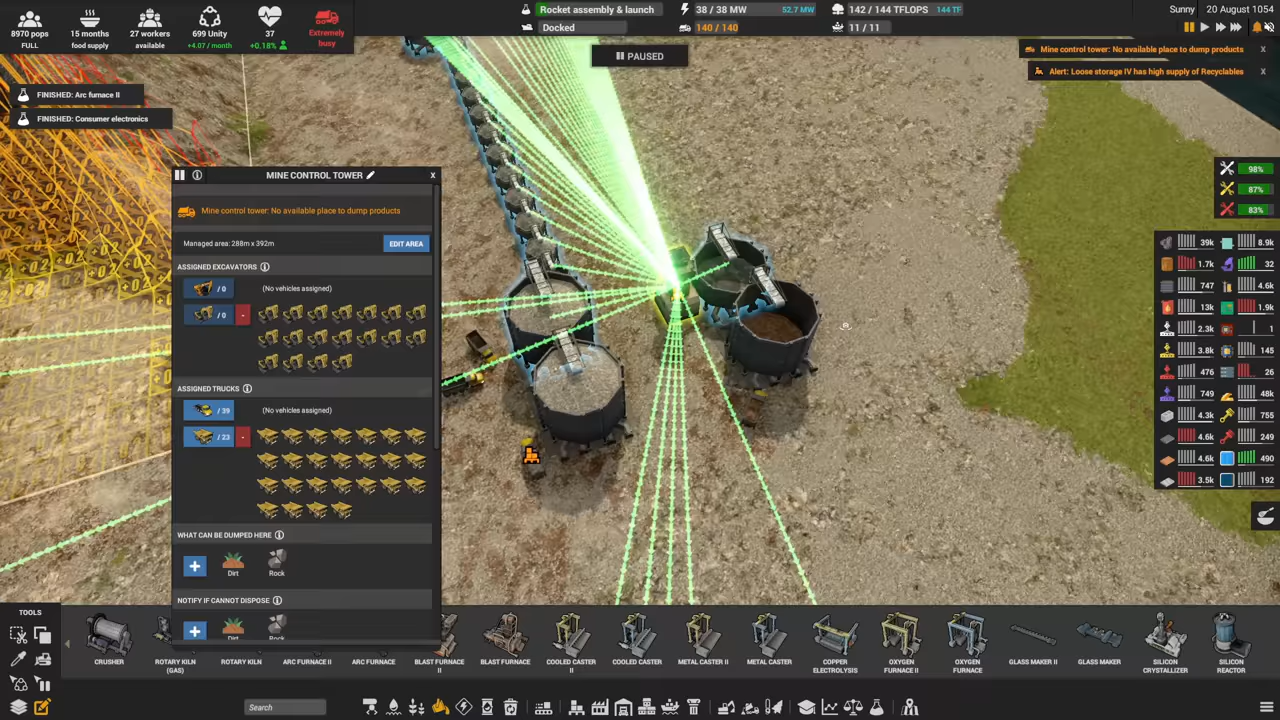 8970 pops
FULL
15 months
food supply
27 workers
available
699 Unity
+4.07 / month
37
+0.18%
Extremely
busy
Rocket assembly & launch
38 / 38 MW
52.7 MW
142 / 144 TFLOPS
144 TF
Docked
140 / 140
11 / 11
Sunny
20 August 1054
PAUSED
Mine control tower: No available place to dump products
X
Alert: Loose storage IV has high supply of Recyclables
X
FINISHED: Arc furnace II
FINISHED: Consumer electronics
MINE CONTROL TOWER
X
Mine control tower: No available place to dump products
Managed area: 288m x 392m
EDIT AREA
ASSIGNED EXCAVATORS
/ 0
(No vehicles assigned)
/ 0
-
ASSIGNED TRUCKS
/ 39
(No vehicles assigned)
/ 23
-
WHAT CAN BE DUMPED HERE
+
Dirt
Rock
NOTIFY IF CANNOT DISPOSE
+
Dirt
Rock
98%
87%
83%
39k
8.9k
1.7k
32
747
4.6k
13k
1.9k
2.3k
1
3.8k
145
476
26
749
48k
4.3k
755
4.6k
249
4.6k
490
3.5k
192
TOOLS
CRUSHER
ROTARY KILN
(GAS)
ROTARY KILN
ARC FURNACE II
ARC FURNACE
BLAST FURNACE
II
BLAST FURNACE
COOLED CASTER
II
COOLED CASTER
METAL CASTER II
METAL CASTER
COPPER
ELECTROLYSIS
OXYGEN
FURNACE II
OXYGEN
FURNACE
GLASS MAKER II
GLASS MAKER
SILICON
CRYSTALLIZER
SILICON
REACTOR
Search